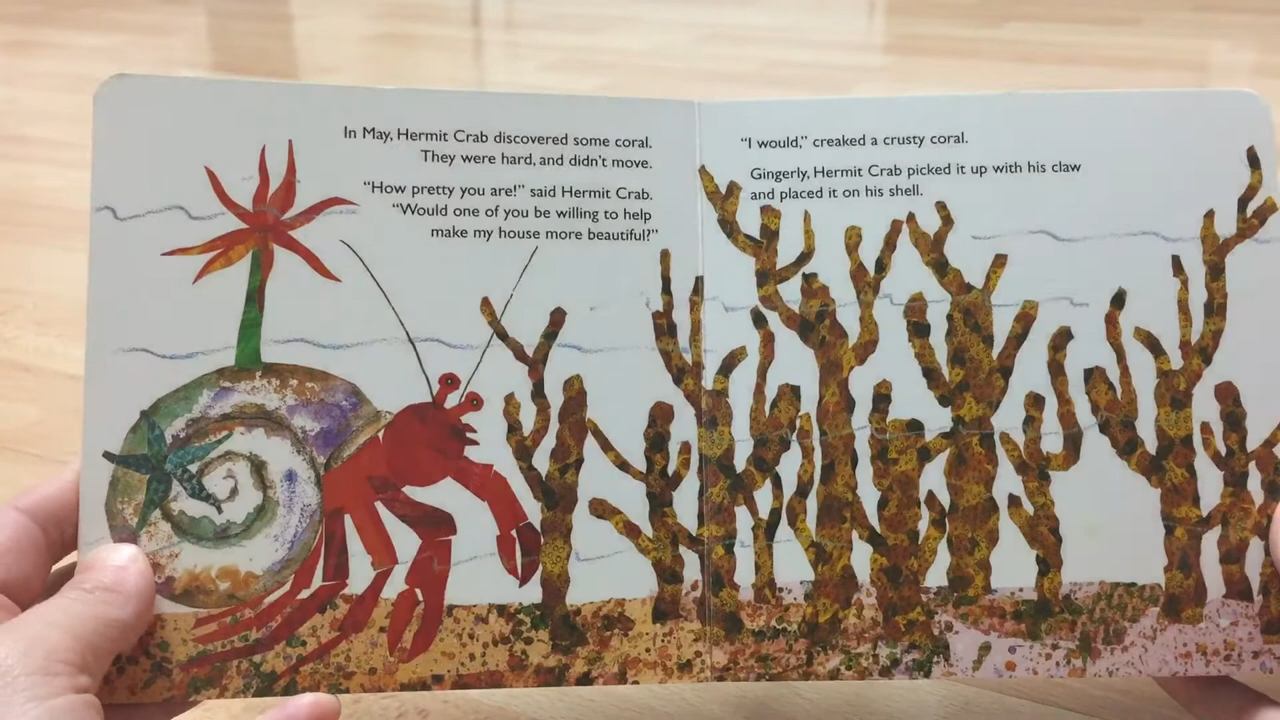 In May, Hermit Crab discovered some coral.
They were hard, and didn't move.
"How pretty you are!" said Hermit Crab.
"Would one of you be willing to help
make my house more beautiful?"
"I would," creaked a crusty coral.
Gingerly, Hermit Crab picked it up with his claw
and placed it on his shell.